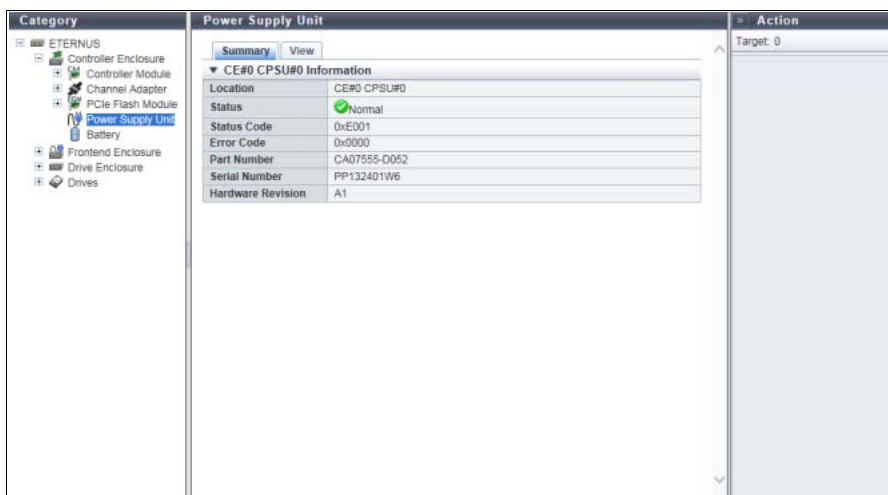 Category
ETERNUS
Controller Enclosure
Controller Module
Channel Adapter
PCIe Flash Module
Power Supply Unit
Battery
Frontend Enclosure
Drive Enclosure
Drives
Power Supply Unit
Summary View
▼ CE#0 CPSU#0 Information
Location CE#0 CPSU#0
Status Normal
Status Code 0xE001
Error Code 0x0000
Part Number CA07555-D052
Serial Number PP132401W6
Hardware Revision A1
» Action
Target: 0